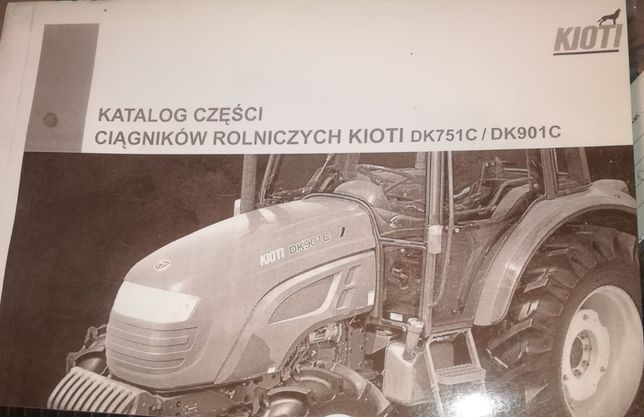 KIOTI
KATALOG CZĘŚCI
CIĄGNIKÓW ROLNICZYCH KIOTI DK751C / DK901C
KIOTI DK901C